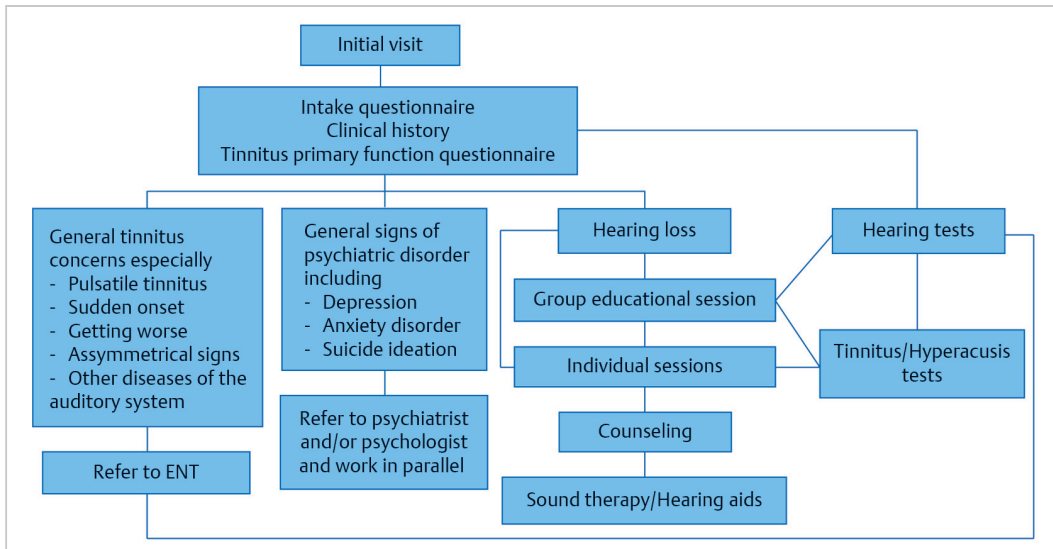 Initial visit
Intake questionnaire
Clinical history
Tinnitus primary function questionnaire
General tinnitus
concerns especially
- Pulsatile tinnitus
- Sudden onset
- Getting worse
- Assymmetrical signs
- Other diseases of the
auditory system
Refer to ENT
General signs of
psychiatric disorder
including
- Depression
- Anxiety disorder
- Suicide ideation
Refer to psychiatrist
and/or psychologist
and work in parallel
Hearing loss
Group educational session
Individual sessions
Counseling
Sound therapy/Hearing aids
Hearing tests
Tinnitus/Hyperacusis
tests